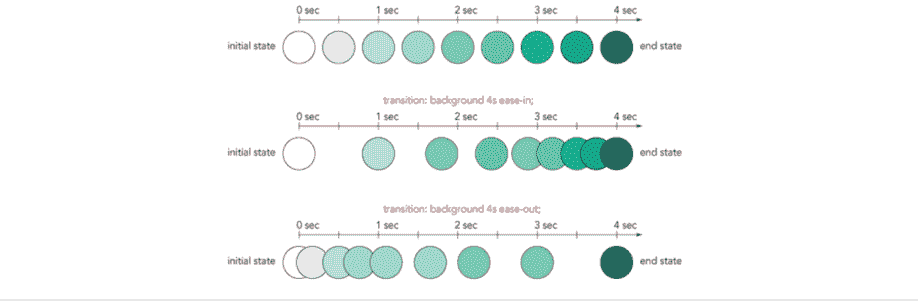 0 sec 1 sec 2 sec 3 sec 4 sec
initial state end state
transition: background 4s ease-in;
0 sec 1 sec 2 sec 3 sec 4 sec
initial state end state
transition: background 4s ease-out;
0 sec 1 sec 2 sec 3 sec 4 sec
initial state end state